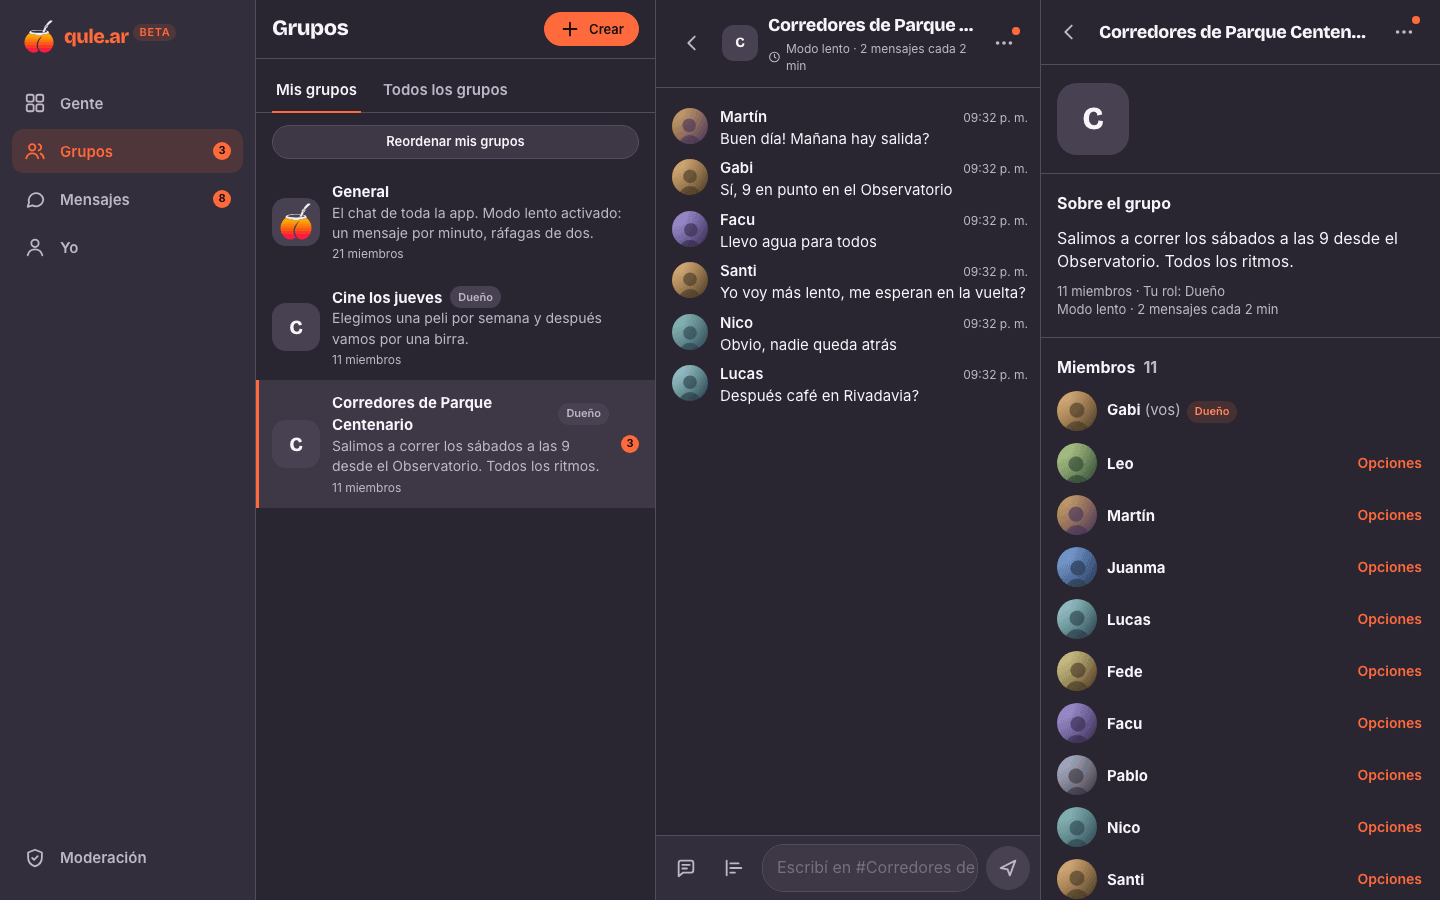 qule.ar BETA
Gente
Grupos 3
Mensajes 8
Yo
Moderación
Grupos
Crear
Mis grupos Todos los grupos
Reordenar mis grupos
General
El chat de toda la app. Modo lento activado:
un mensaje por minuto, ráfagas de dos.
21 miembros
C
Cine los jueves Dueño
Elegimos una peli por semana y después
vamos por una birra.
11 miembros
C
Corredores de Parque
Centenario
Dueño
Salimos a correr los sábados a las 9
desde el Observatorio. Todos los ritmos.
11 miembros
3
C
Corredores de Parque ...
Modo lento · 2 mensajes cada 2
min
Martín 09:32 p. m.
Buen día! Mañana hay salida?
Gabi 09:32 p. m.
Sí, 9 en punto en el Observatorio
Facu 09:32 p. m.
Llevo agua para todos
Santi 09:32 p. m.
Yo voy más lento, me esperan en la vuelta?
Nico 09:32 p. m.
Obvio, nadie queda atrás
Lucas 09:32 p. m.
Después café en Rivadavia?
Escribí en #Corredores de
Corredores de Parque Centen...
C
Sobre el grupo
Salimos a correr los sábados a las 9 desde el
Observatorio. Todos los ritmos.
11 miembros · Tu rol: Dueño
Modo lento · 2 mensajes cada 2 min
Miembros 11
Gabi (vos) Dueño
Leo Opciones
Martín Opciones
Juanma Opciones
Lucas Opciones
Fede Opciones
Facu Opciones
Pablo Opciones
Nico Opciones
Santi Opciones